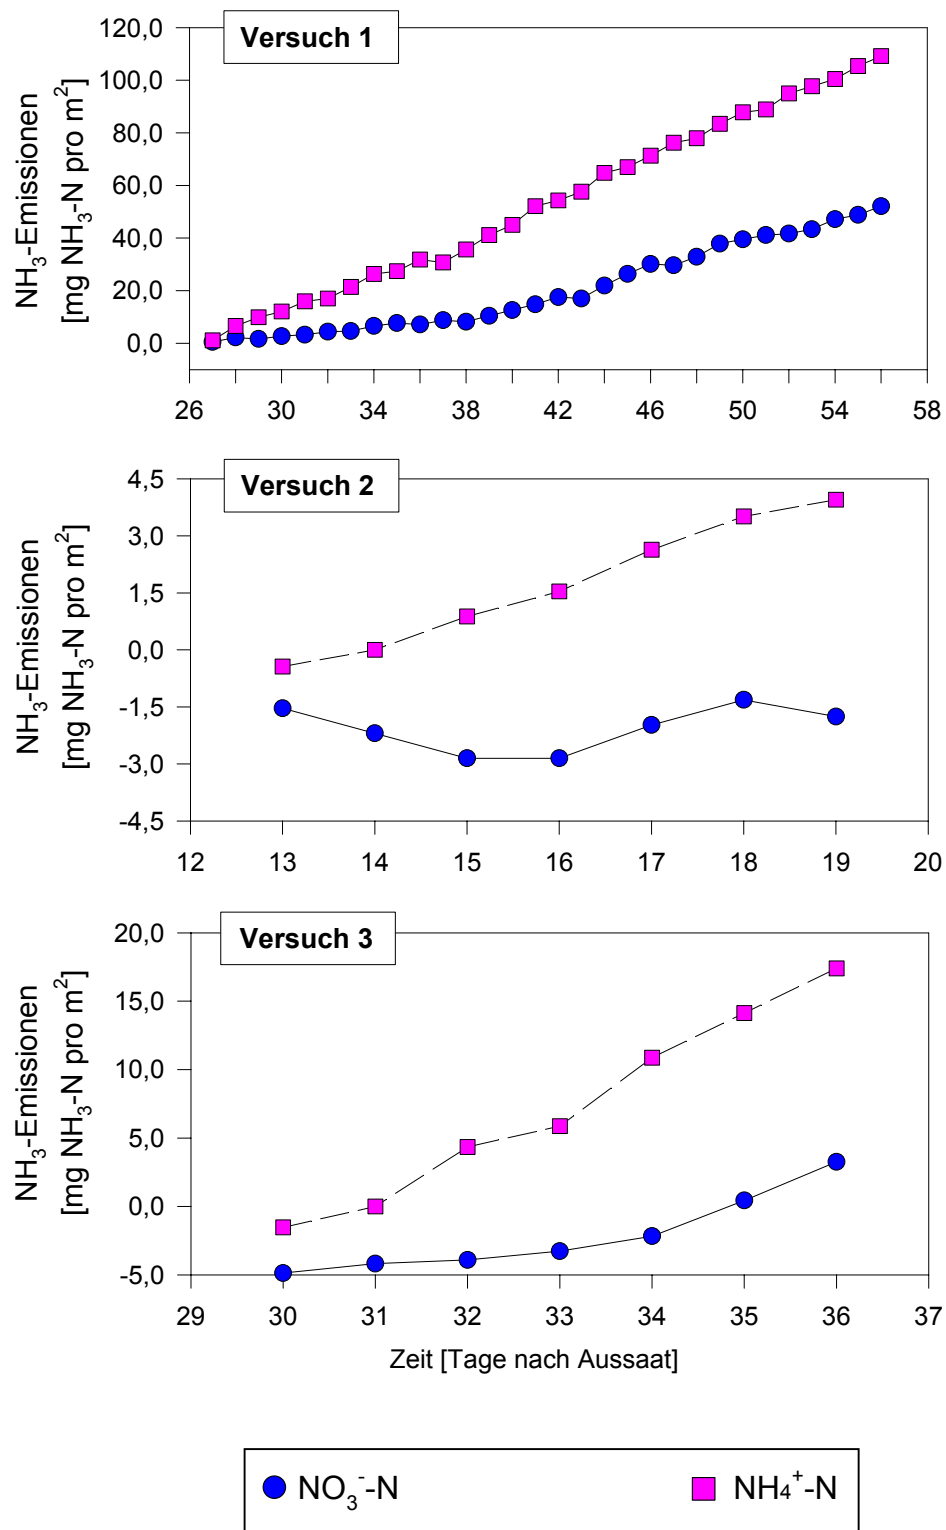 Versuch 1
NH₃-Emissionen
[mg NH₃-N pro m²]
120,0
100,0
80,0
60,0
40,0
20,0
0,0
26 30 34 38 42 46 50 54 58
Versuch 2
NH₃-Emissionen
[mg NH₃-N pro m²]
4,5
3,0
1,5
0,0
-1,5
-3,0
-4,5
12 13 14 15 16 17 18 19 20
Versuch 3
NH₃-Emissionen
[mg NH₃-N pro m²]
20,0
15,0
10,0
5,0
0,0
-5,0
29 30 31 32 33 34 35 36 37
Zeit [Tage nach Aussaat]
NO₃⁻-N NH₄⁺-N